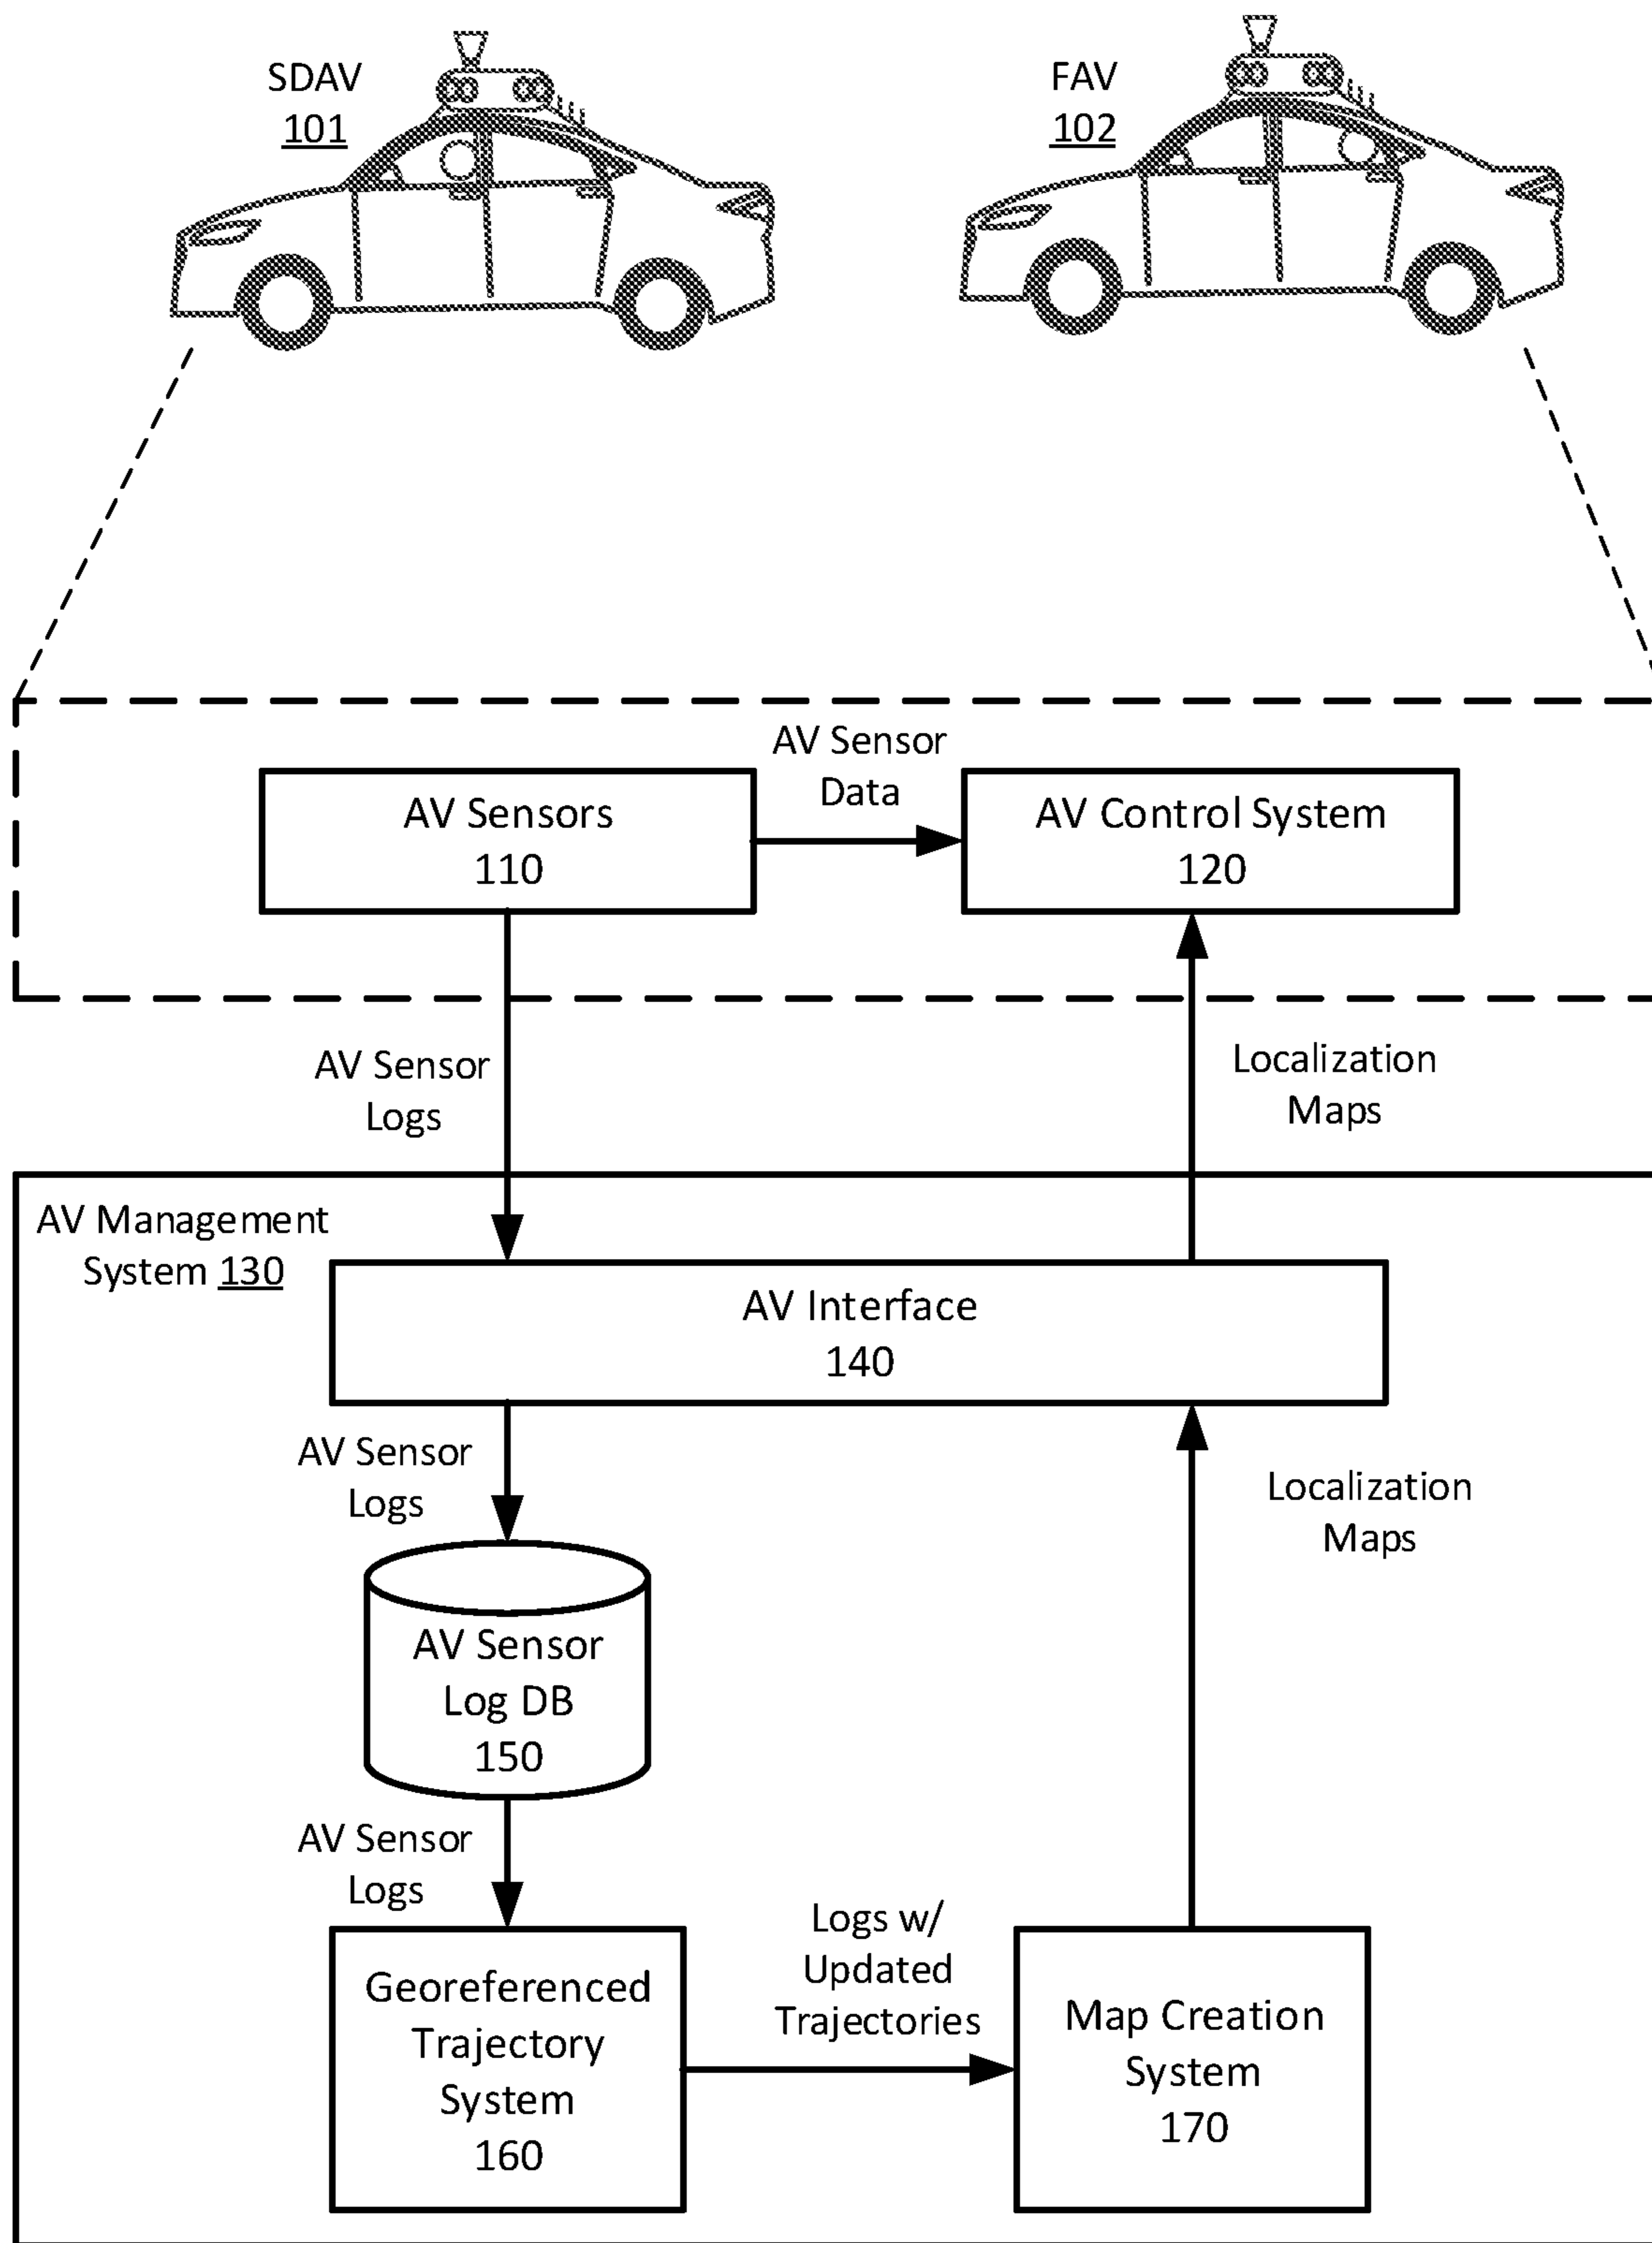 SDAV
101
FAV
102
AV Sensor
Data
AV Sensors
110
AV Control System
120
AV Sensor
Logs
Localization
Maps
AV Management
System 130
AV Interface
140
AV Sensor
Logs
Localization
Maps
AV Sensor
Log DB
150
AV Sensor
Logs
Logs w/
Updated
Trajectories
Georeferenced
Trajectory
System
160
Map Creation
System
170